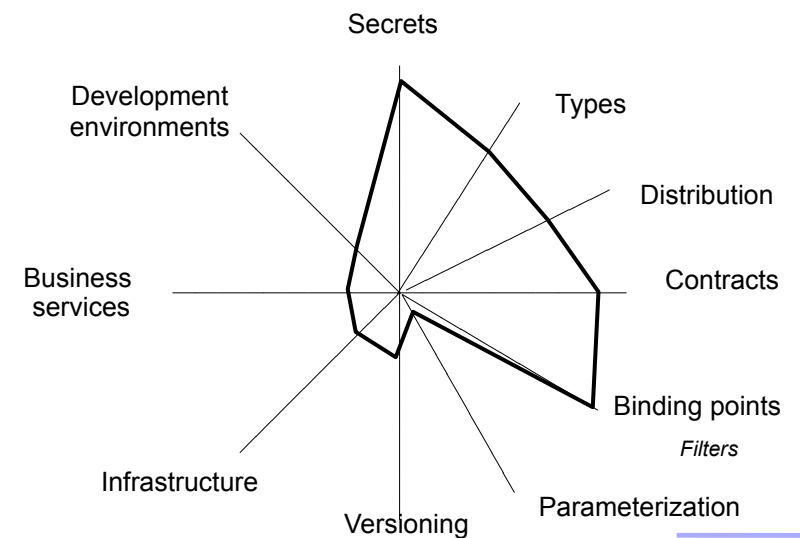 Secrets
Development
environments
Types
Distribution
Business
services
Contracts
Binding points
Filters
Infrastructure
Parameterization
Versioning